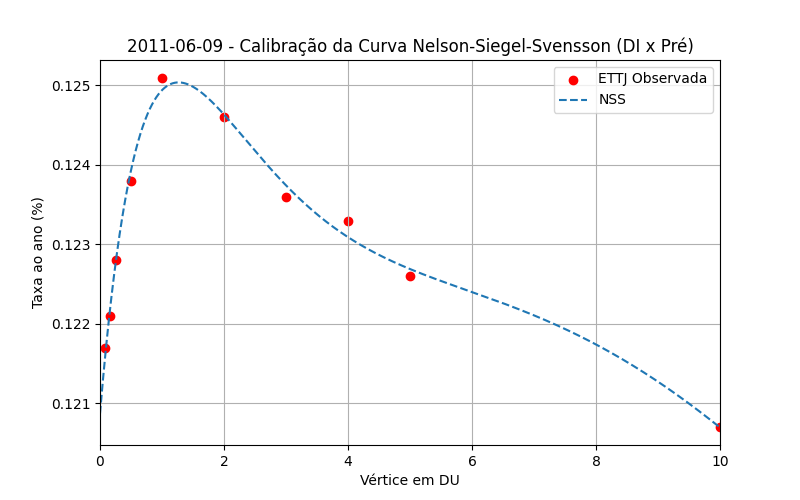 2011-06-09 - Calibração da Curva Nelson-Siegel-Svensson (DI x Pré)
ETTJ Observada
NSS
Taxa ao ano (%)
0.125
0.124
0.123
0.122
0.121
0 2 4 6 8 10
Vértice em DU